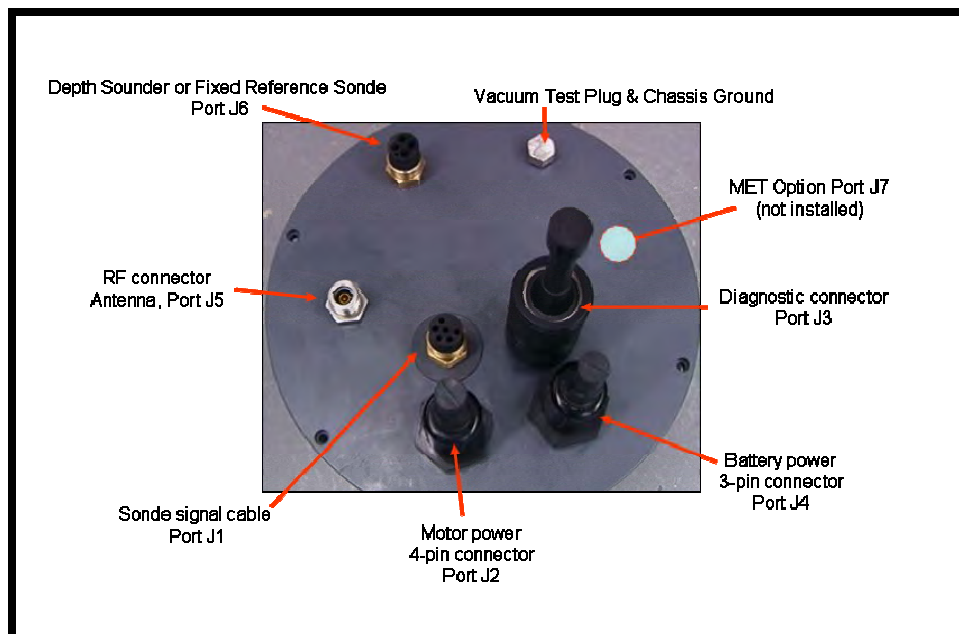 Depth Sounder or Fixed Reference Sonde
Port J6
Vacuum Test Plug & Chassis Ground
MET Option Port J7
(not installed)
RF connector
Antenna, Port J5
Diagnostic connector
Port J3
Battery power
3-pin connector
Port J4
Sonde signal cable
Port J1
Motor power
4-pin connector
Port J2